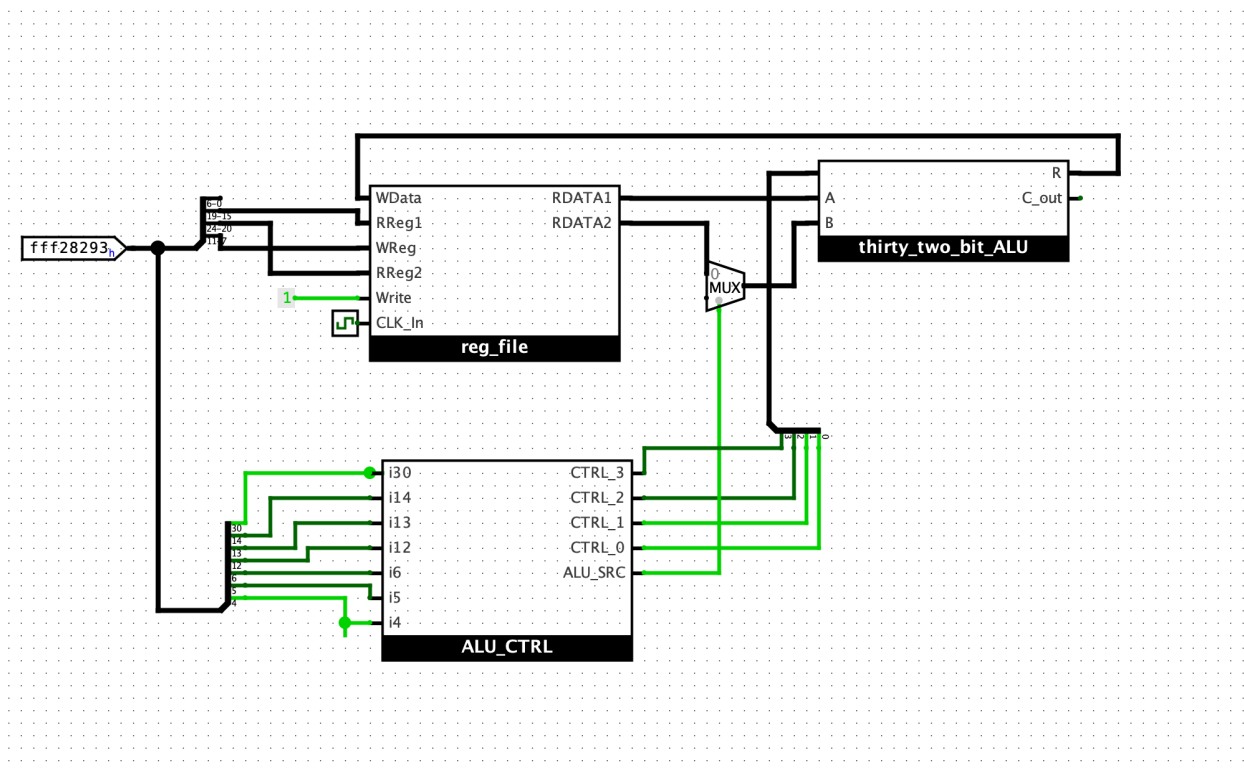 R
WData
RDATA1
A
C_out
6-0
RReg1
RDATA2
B
19-15
24-20
11-7
fff28293h
WReg
thirty_two_bit_ALU
RReg2
0
MUX
1
Write
CLK_In
reg_file
3
2
1
0
i30
CTRL_3
i14
CTRL_2
i13
CTRL_1
i12
CTRL_0
i6
ALU_SRC
i5
i4
30
14
13
12
6
5
4
ALU_CTRL